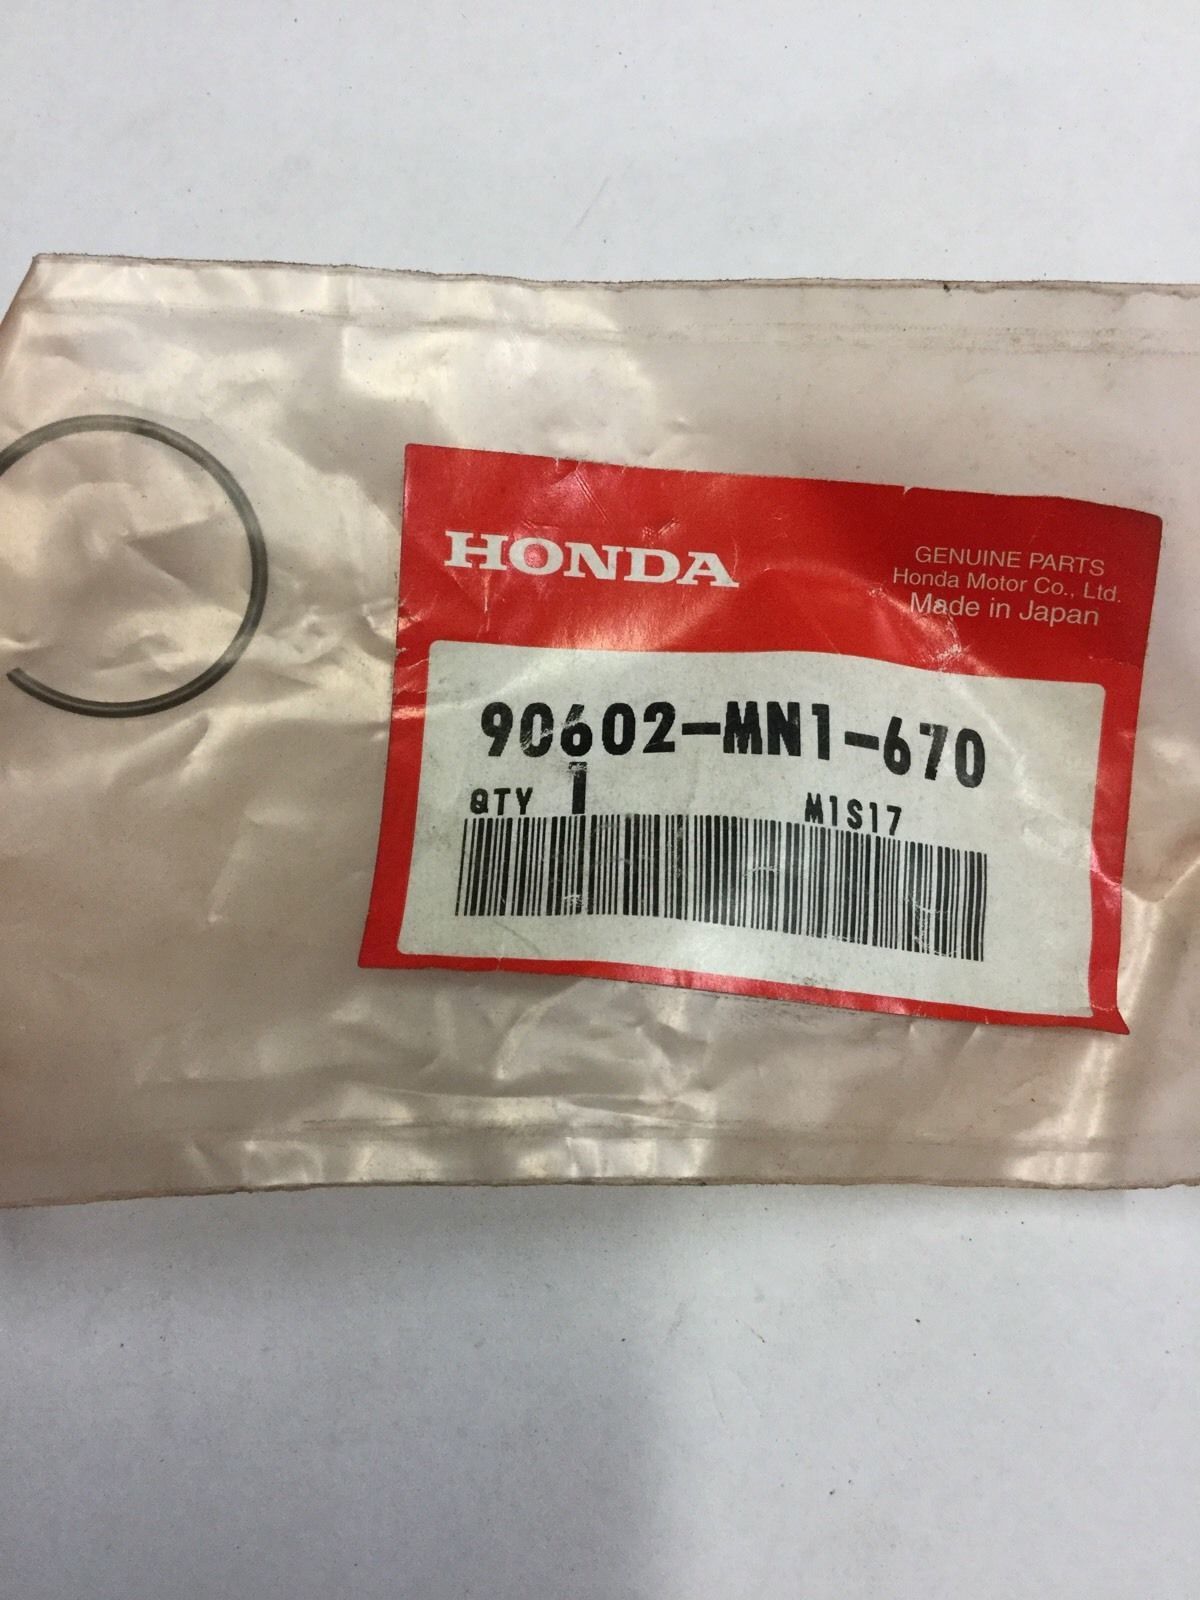 HONDA
GENUINE PARTS
Honda Motor Co., Ltd.
Made in Japan
90602-MN1-670
QTY 1 M1S17